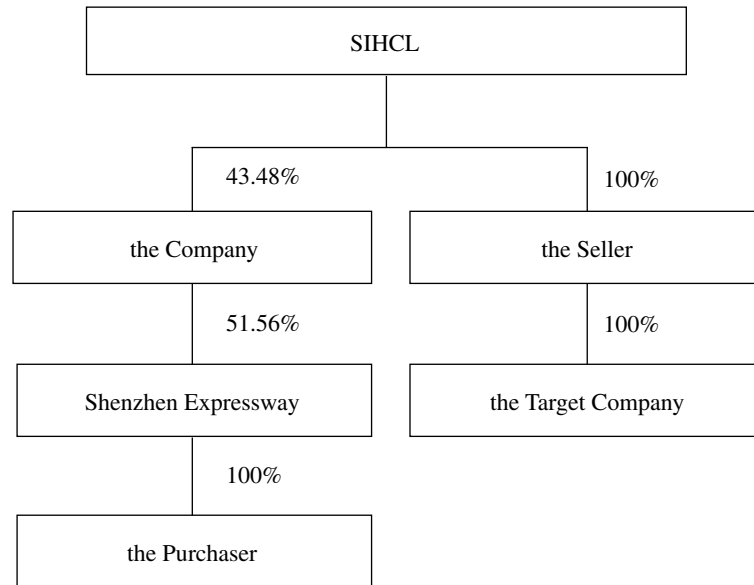 SIHCL
43.48%
100%
the Company
the Seller
51.56%
100%
Shenzhen Expressway
the Target Company
100%
the Purchaser